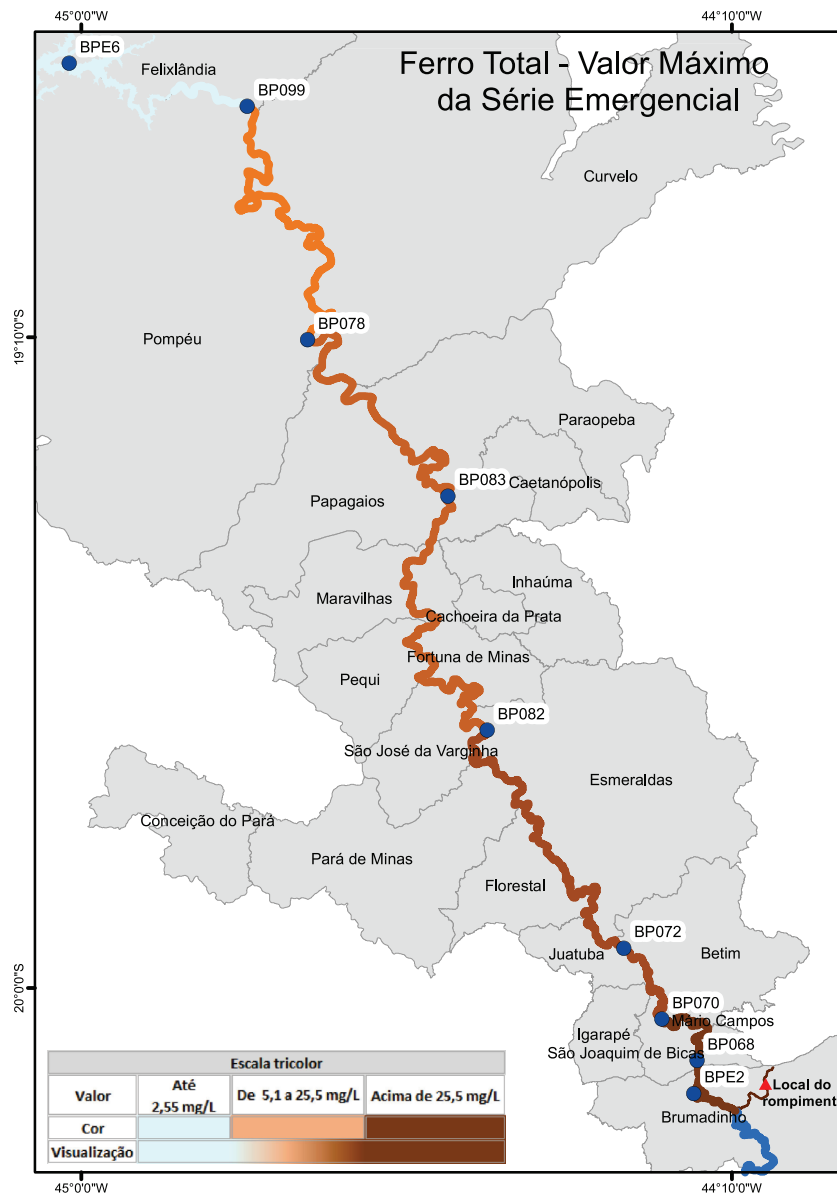 45°0'0"W
44°10'0"W
BPE6
Felixlândia
Ferro Total - Valor Máximo
da Série Emergencial
BP099
Curvelo
19°10'0"S
BP078
Pompéu
Paraopeba
BP083
Caetanópolis
Papagaios
Inhaúma
Maravilhas
Cachoeira da Prata
Fortuna de Minas
Pequi
BP082
São José da Varginha
Esmeraldas
Conceição do Pará
Pará de Minas
Florestal
BP072
Juatuba
Betim
20°0'0"S
BP070
Mário Campos
Igarapé
BP068
São Joaquim de Bicas
BPE2
Local do
rompiment
Brumadinho
Escala tricolor
Valor
Até
2,55 mg/L
De 5,1 a 25,5 mg/L
Acima de 25,5 mg/L
Cor
Visualização
45°0'0"W
44°10'0"W